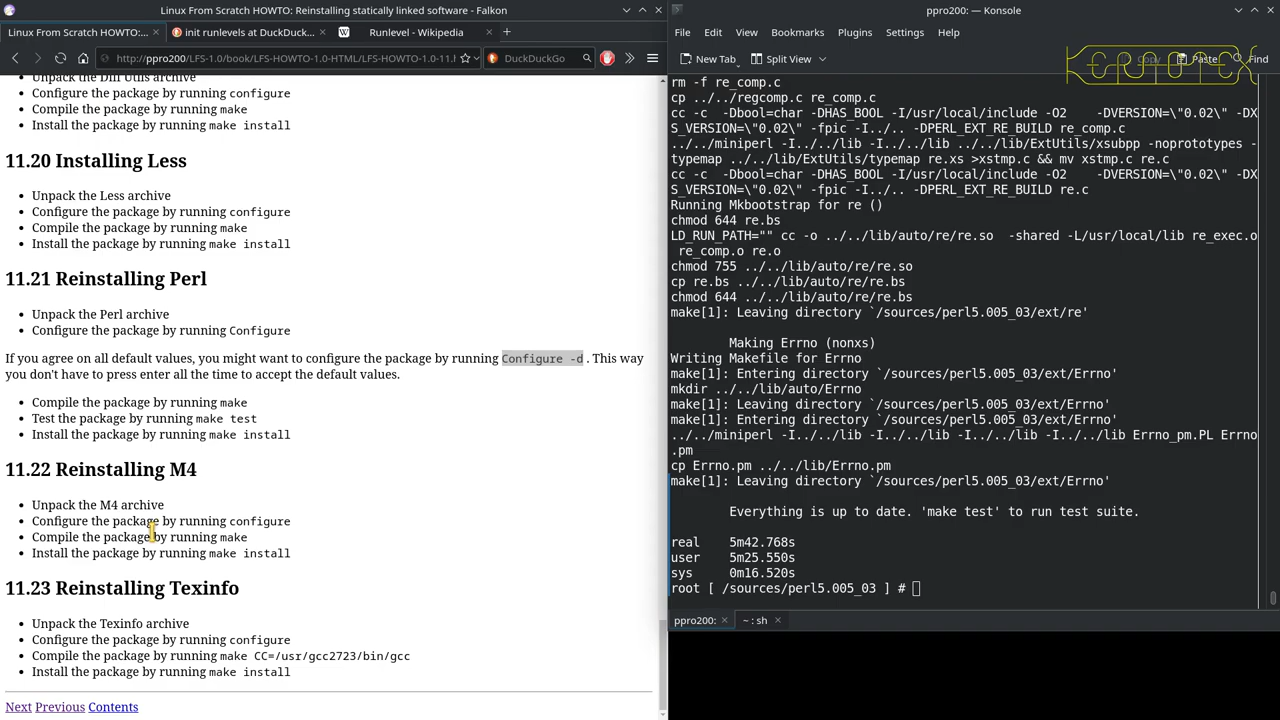 Linux From Scratch HOWTO: Reinstalling statically linked software - Falkon
Linux From Scratch HOWTO:...
init runlevels at DuckDuck...
W Runlevel - Wikipedia
http://ppro200/LFS-1.0/book/LFS-HOWTO-1.0-HTML/LFS-HOWTO-1.0-11.h
DuckDuckGo
Unpack the Diff Utils archive
Configure the package by running configure
Compile the package by running make
Install the package by running make install
11.20 Installing Less
Unpack the Less archive
Configure the package by running configure
Compile the package by running make
Install the package by running make install
11.21 Reinstalling Perl
Unpack the Perl archive
Configure the package by running Configure
If you agree on all default values, you might want to configure the package by running Configure -d . This way
you don't have to press enter all the time to accept the default values.
Compile the package by running make
Test the package by running make test
Install the package by running make install
11.22 Reinstalling M4
Unpack the M4 archive
Configure the package by running configure
Compile the package by running make
Install the package by running make install
11.23 Reinstalling Texinfo
Unpack the Texinfo archive
Configure the package by running configure
Compile the package by running make CC=/usr/gcc2723/bin/gcc
Install the package by running make install
Next Previous Contents
ppro200: — Konsole
File Edit View Bookmarks Plugins Settings Help
New Tab Split View Copy Paste Find
rm -f re_comp.c
cp ../../regcomp.c re_comp.c
cc -c  -Dbool=char -DHAS_BOOL -I/usr/local/include -O2    -DVERSION=\"0.02\" -DX
S_VERSION=\"0.02\" -fpic -I../.. -DPERL_EXT_RE_BUILD re_comp.c
../../miniperl -I../../lib -I../../lib ../../lib/ExtUtils/xsubpp -noprototypes -
typemap ../../lib/ExtUtils/typemap re.xs >xstmp.c && mv xstmp.c re.c
cc -c  -Dbool=char -DHAS_BOOL -I/usr/local/include -O2    -DVERSION=\"0.02\" -DX
S_VERSION=\"0.02\" -fpic -I../.. -DPERL_EXT_RE_BUILD re.c
Running Mkbootstrap for re ()
chmod 644 re.bs
LD_RUN_PATH="" cc -o ../../lib/auto/re/re.so  -shared -L/usr/local/lib re_exec.o
re_comp.o re.o
chmod 755 ../../lib/auto/re/re.so
cp re.bs ../../lib/auto/re/re.bs
chmod 644 ../../lib/auto/re/re.bs
make[1]: Leaving directory `/sources/perl5.005_03/ext/re'
Making Errno (nonxs)
Writing Makefile for Errno
make[1]: Entering directory `/sources/perl5.005_03/ext/Errno'
mkdir ../../lib/auto/Errno
make[1]: Leaving directory `/sources/perl5.005_03/ext/Errno'
make[1]: Entering directory `/sources/perl5.005_03/ext/Errno'
../../miniperl -I../../lib -I../../lib -I../../lib -I../../lib Errno_pm.PL Errno
.pm
cp Errno.pm ../../lib/Errno.pm
make[1]: Leaving directory `/sources/perl5.005_03/ext/Errno'
Everything is up to date. 'make test' to run test suite.
real    5m42.768s
user    5m25.550s
sys     0m16.520s
root [ /sources/perl5.005_03 ] #
ppro200:
~ : sh